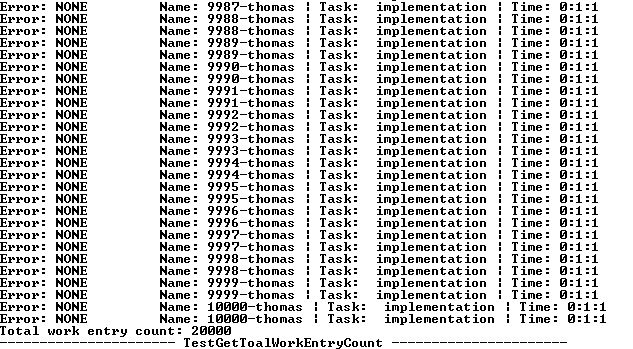 Error: NONE Name: 9987-thomas ¦ Task: implementation ¦ Time: 0:1:1
Error: NONE Name: 9988-thomas ¦ Task: implementation ¦ Time: 0:1:1
Error: NONE Name: 9988-thomas ¦ Task: implementation ¦ Time: 0:1:1
Error: NONE Name: 9989-thomas ¦ Task: implementation ¦ Time: 0:1:1
Error: NONE Name: 9989-thomas ¦ Task: implementation ¦ Time: 0:1:1
Error: NONE Name: 9990-thomas ¦ Task: implementation ¦ Time: 0:1:1
Error: NONE Name: 9990-thomas ¦ Task: implementation ¦ Time: 0:1:1
Error: NONE Name: 9991-thomas ¦ Task: implementation ¦ Time: 0:1:1
Error: NONE Name: 9991-thomas ¦ Task: implementation ¦ Time: 0:1:1
Error: NONE Name: 9992-thomas ¦ Task: implementation ¦ Time: 0:1:1
Error: NONE Name: 9992-thomas ¦ Task: implementation ¦ Time: 0:1:1
Error: NONE Name: 9993-thomas ¦ Task: implementation ¦ Time: 0:1:1
Error: NONE Name: 9993-thomas ¦ Task: implementation ¦ Time: 0:1:1
Error: NONE Name: 9994-thomas ¦ Task: implementation ¦ Time: 0:1:1
Error: NONE Name: 9994-thomas ¦ Task: implementation ¦ Time: 0:1:1
Error: NONE Name: 9995-thomas ¦ Task: implementation ¦ Time: 0:1:1
Error: NONE Name: 9995-thomas ¦ Task: implementation ¦ Time: 0:1:1
Error: NONE Name: 9996-thomas ¦ Task: implementation ¦ Time: 0:1:1
Error: NONE Name: 9996-thomas ¦ Task: implementation ¦ Time: 0:1:1
Error: NONE Name: 9997-thomas ¦ Task: implementation ¦ Time: 0:1:1
Error: NONE Name: 9997-thomas ¦ Task: implementation ¦ Time: 0:1:1
Error: NONE Name: 9998-thomas ¦ Task: implementation ¦ Time: 0:1:1
Error: NONE Name: 9998-thomas ¦ Task: implementation ¦ Time: 0:1:1
Error: NONE Name: 9999-thomas ¦ Task: implementation ¦ Time: 0:1:1
Error: NONE Name: 9999-thomas ¦ Task: implementation ¦ Time: 0:1:1
Error: NONE Name: 10000-thomas ¦ Task: implementation ¦ Time: 0:1:1
Error: NONE Name: 10000-thomas ¦ Task: implementation ¦ Time: 0:1:1
Total work entry count: 20000
---------------------- TestGetToalWorkEntryCount ----------------------